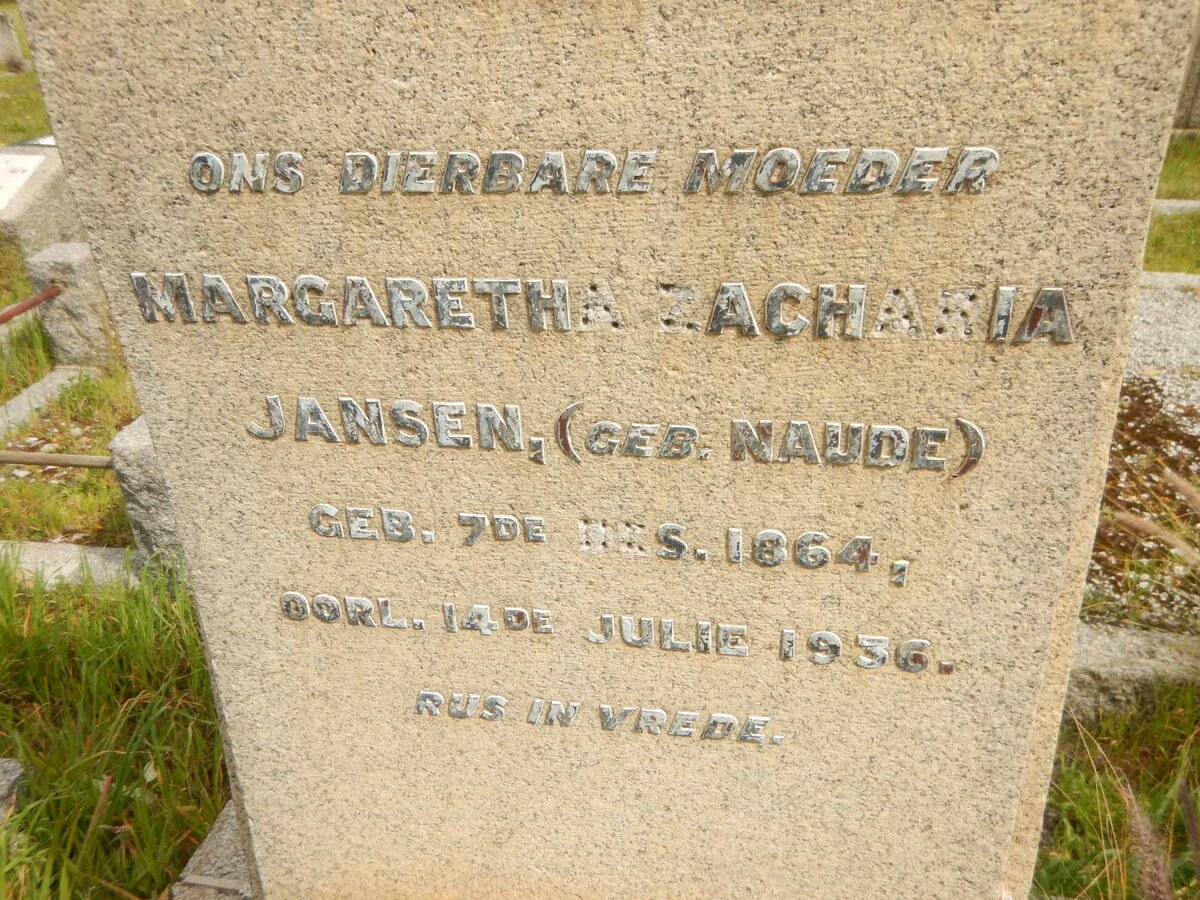 ONS DIERBARE MOEDER
MARGARETHA ZACHARIA
JANSEN, (GEB. NAUDE)
GEB. 7DE DES. 1864,
OORL. 14DE JULIE 1936.
RUS IN VREDE.